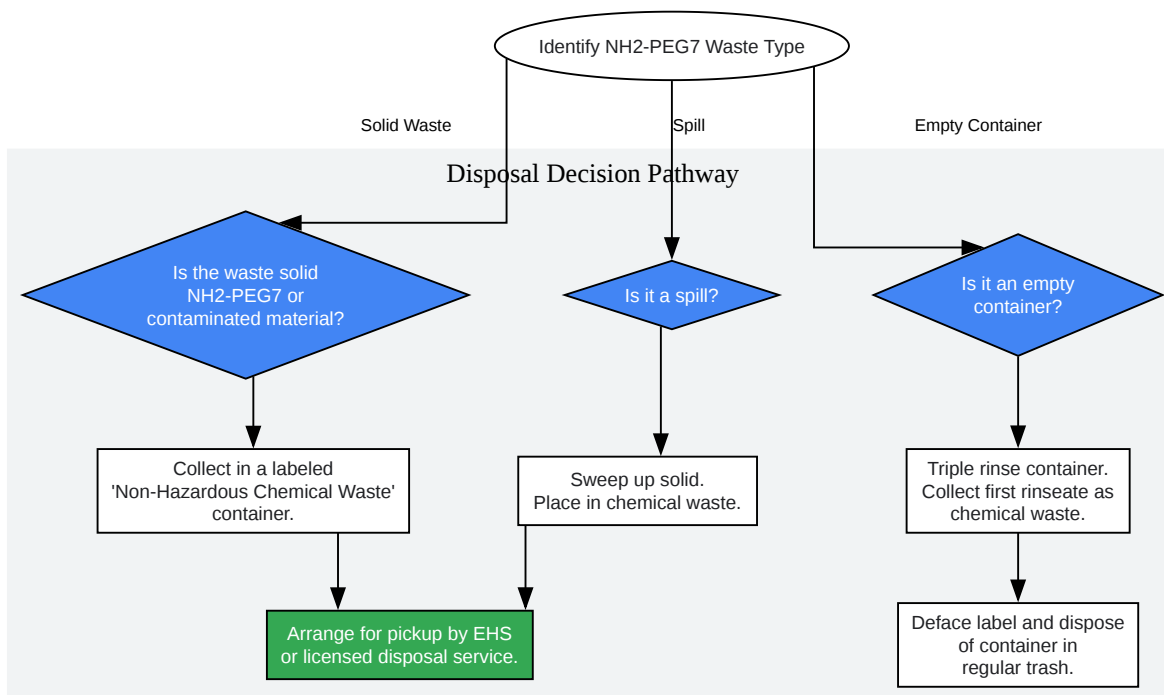 Identify NH2-PEG7 Waste Type
Solid Waste
Spill
Empty Container
Disposal Decision Pathway
Is the waste solid
NH2-PEG7 or
contaminated material?
Is it a spill?
Is it an empty
container?
Collect in a labeled
'Non-Hazardous Chemical Waste'
container.
Sweep up solid.
Place in chemical waste.
Triple rinse container.
Collect first rinseate as
chemical waste.
Arrange for pickup by EHS
or licensed disposal service.
Deface label and dispose
of container in
regular trash.